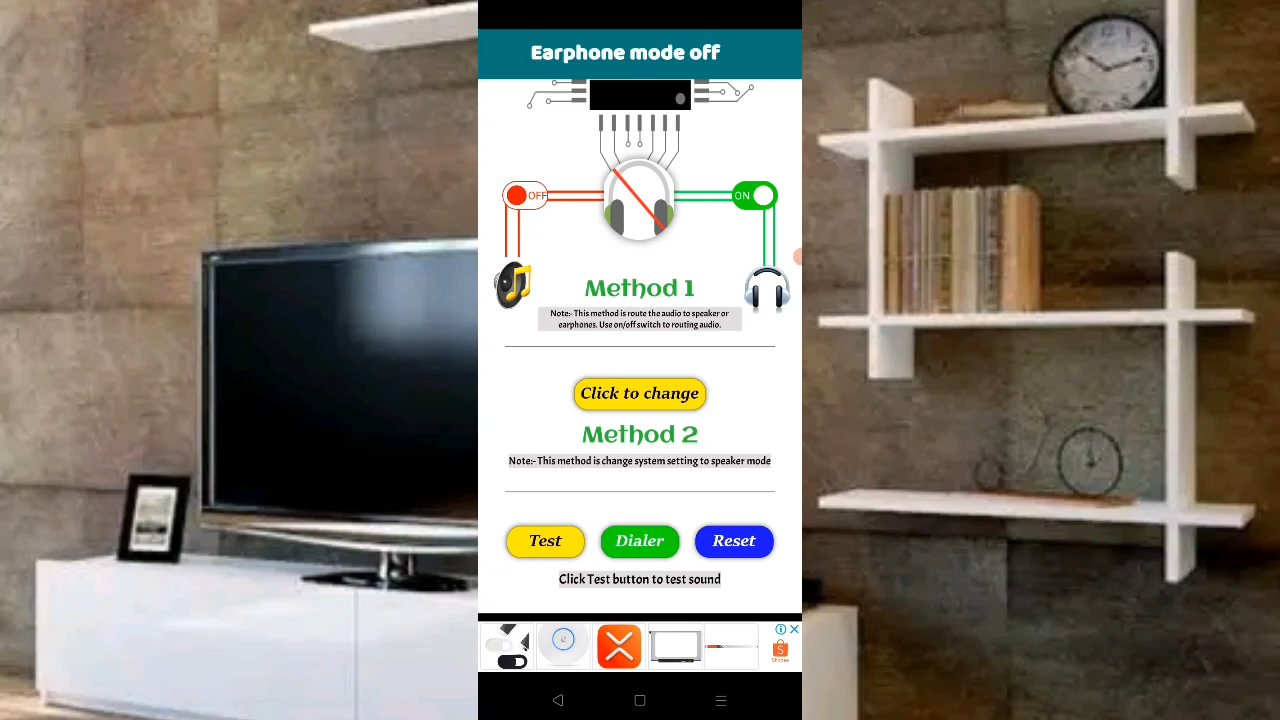 Earphone mode off
OFF
ON
Method 1
Note:- This method is route the audio to speaker or
earphones. Use on/off switch to routing audio.
Click to change
Method 2
Note:- This method is change system setting to speaker mode
Test
Dialer
Reset
Click Test button to test sound
Shopee